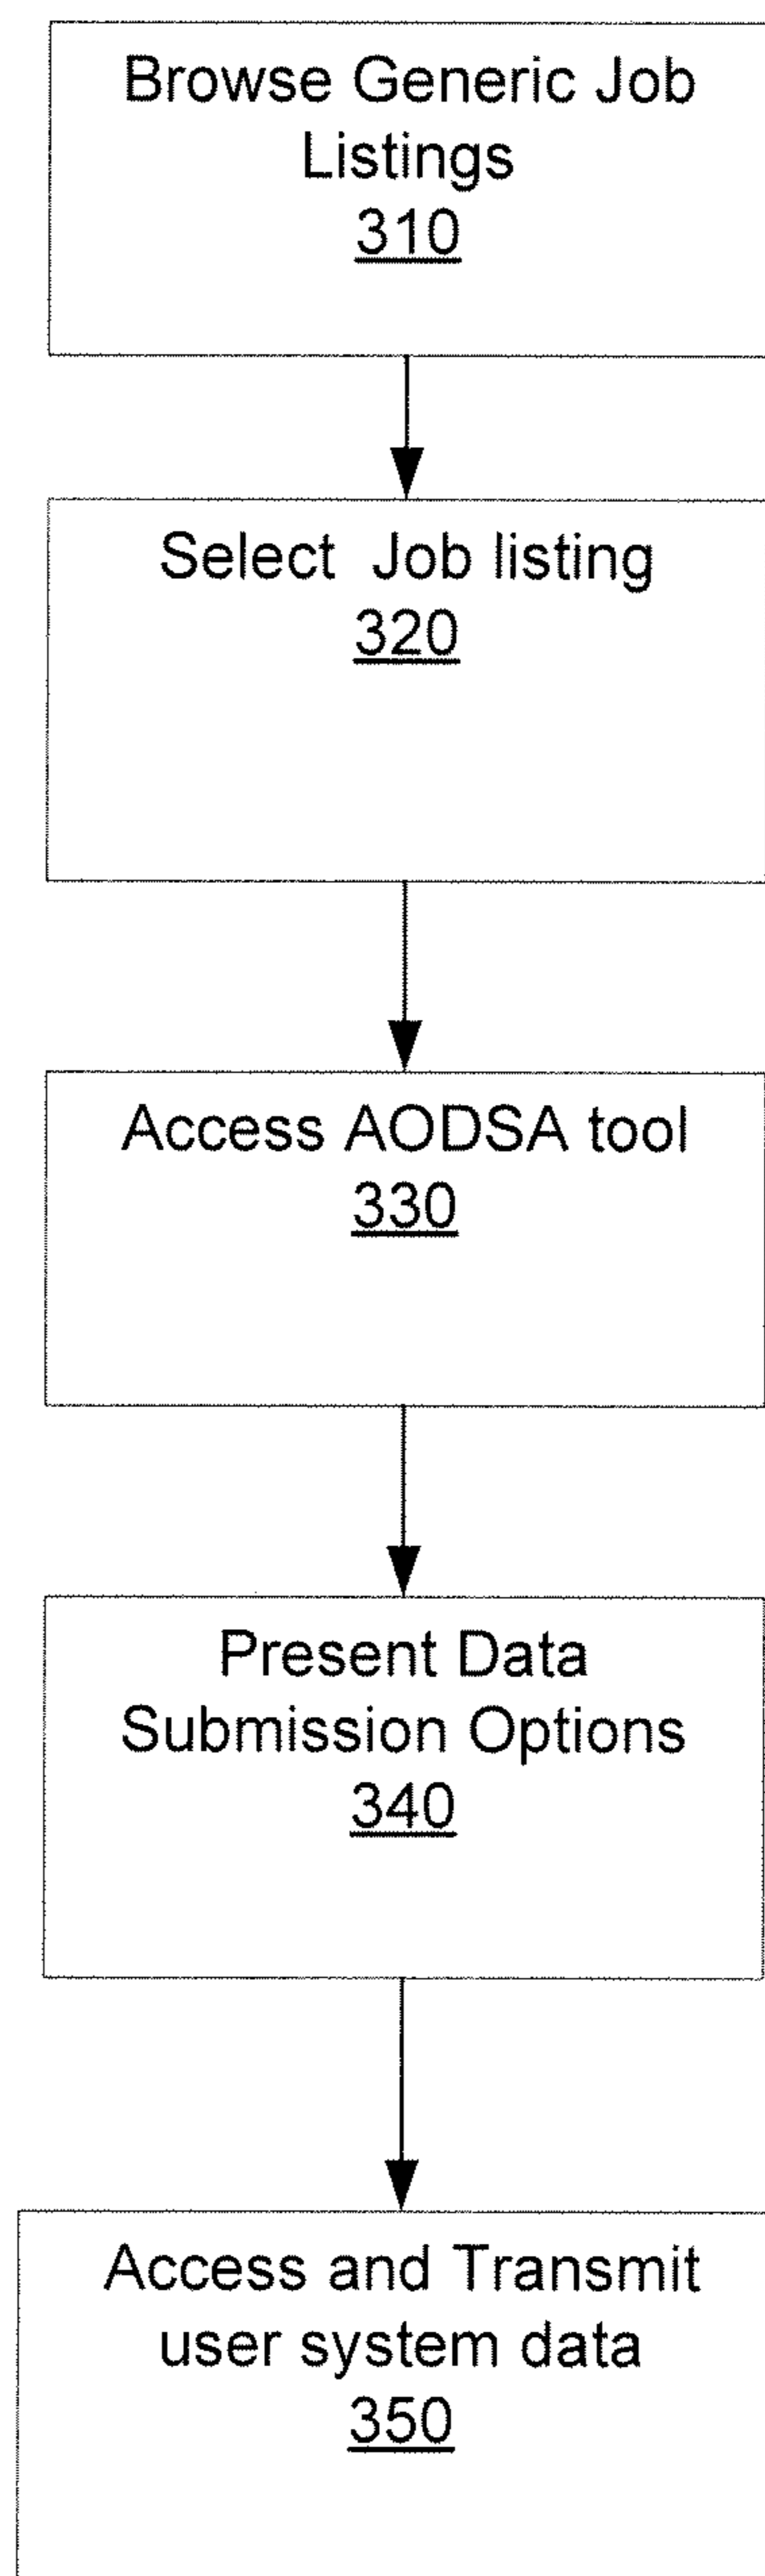 Browse Generic Job
Listings
310
Select Job listing
320
Access AODSA tool
330
Present Data
Submission Options
340
Access and Transmit
user system data
350